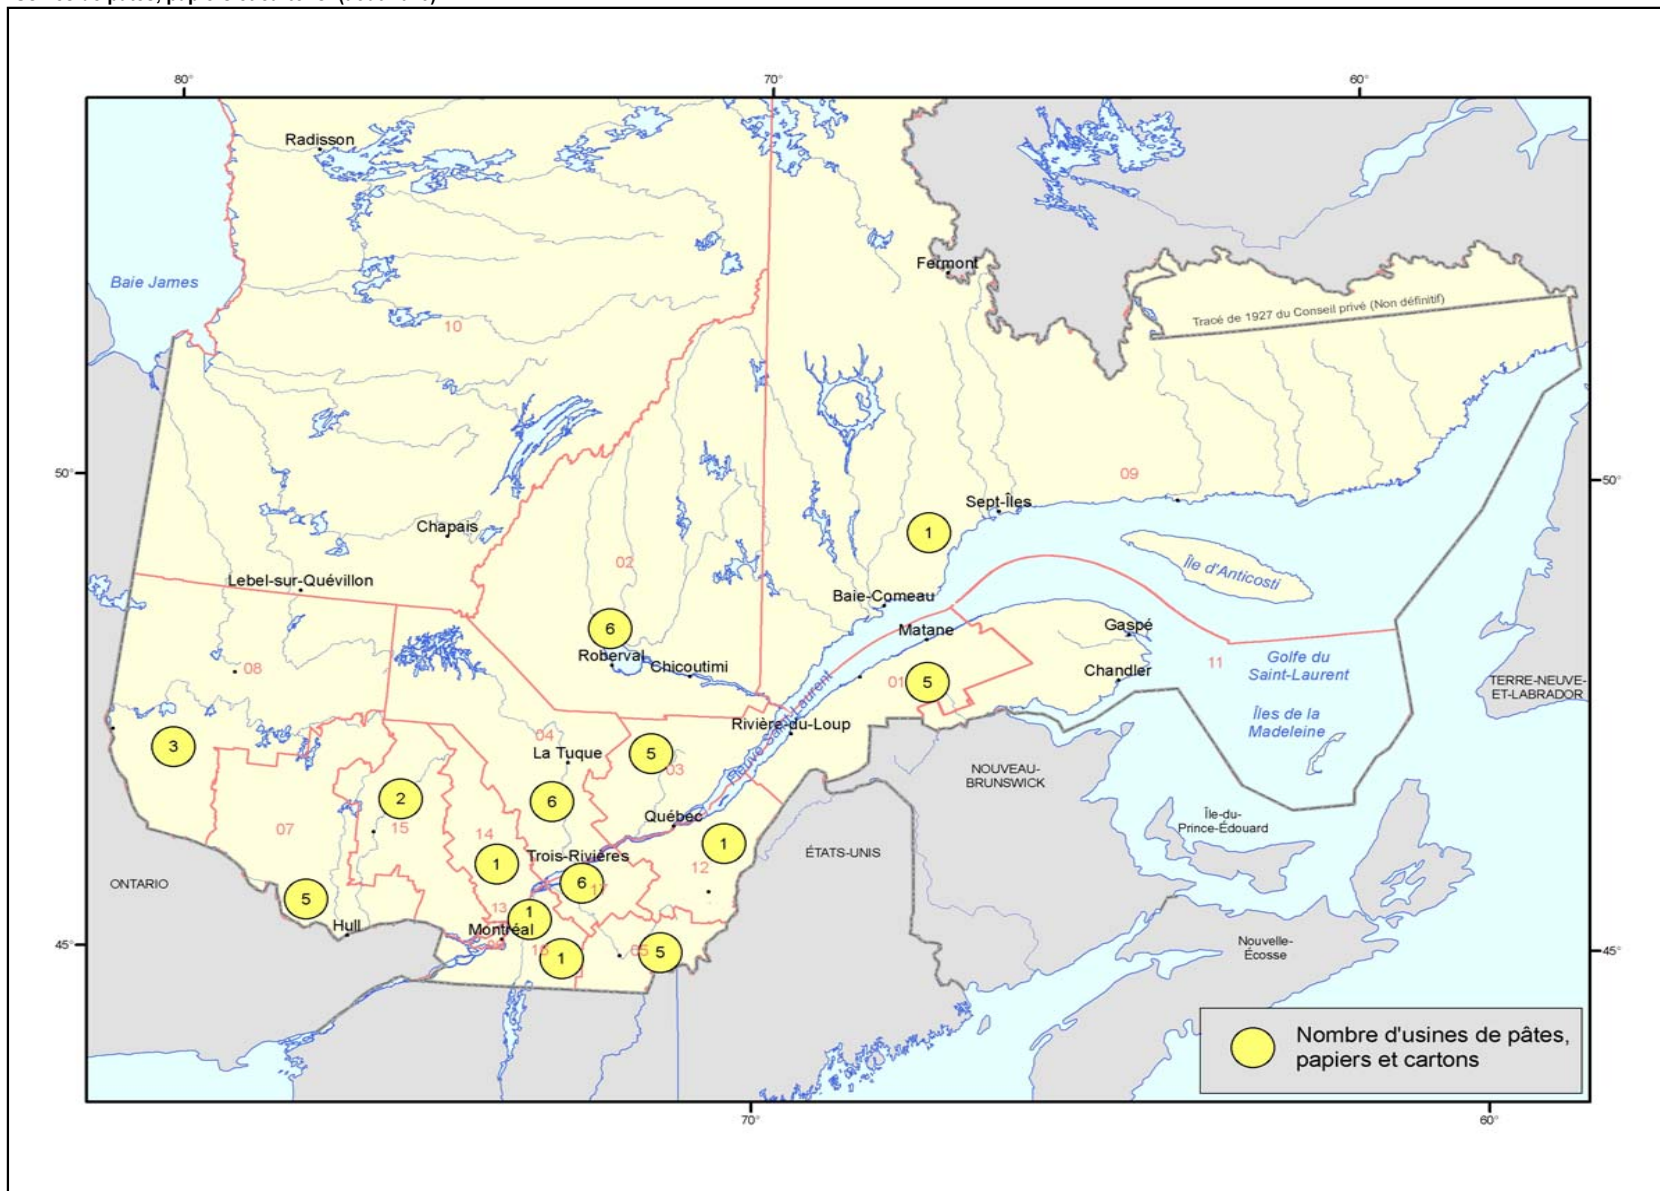 80°
70°
60°
Radisson
Baie James
Fermont
10
Tracé de 1927 du Conseil privé (Non définitif)
50°
50°
09
Sept-Îles
Chapais
1
02
Île d'Anticosti
Lebel-sur-Quévillon
Baie-Comeau
6
Matane
Gaspé
Roberval
Chicoutimi
08
01
5
Chandler
11
Golfe du
Saint-Laurent
TERRE-NEUVE-
ET-LABRADOR
Fleuve Saint-Laurent
Rivière-du-Loup
Îles de la
Madeleine
3
04
La Tuque
5
03
NOUVEAU-
BRUNSWICK
2
15
6
07
14
Québec
Île-du-
Prince-Édouard
1
12
ÉTATS-UNIS
1
Trois-Rivières
6
17
ONTARIO
5
13
1
Hull
Montréal
16
1
05
5
45°
45°
Nouvelle-
Écosse
Nombre d'usines de pâtes,
papiers et cartons
70°
60°